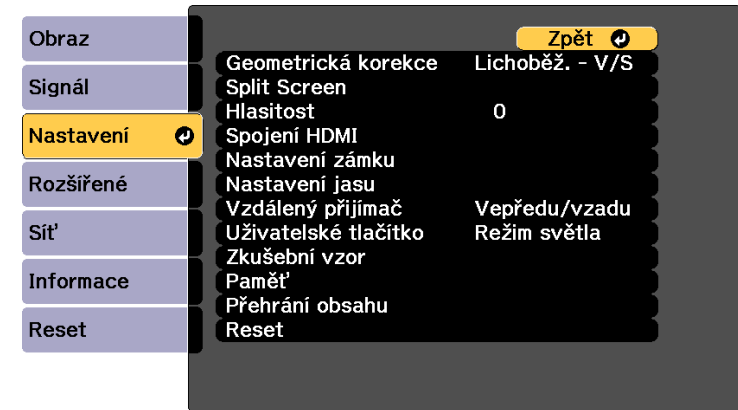 Obraz
Signál
Nastavení
Rozšířené
Síť
Informace
Reset
Zpět
Geometrická korekce Lichoběž. - V/S
Split Screen
Hlasitost 0
Spojení HDMI
Nastavení zámku
Nastavení jasu
Vzdálený přijímač Vepředu/vzadu
Uživatelské tlačítko Režim světla
Zkušební vzor
Paměť
Přehrání obsahu
Reset